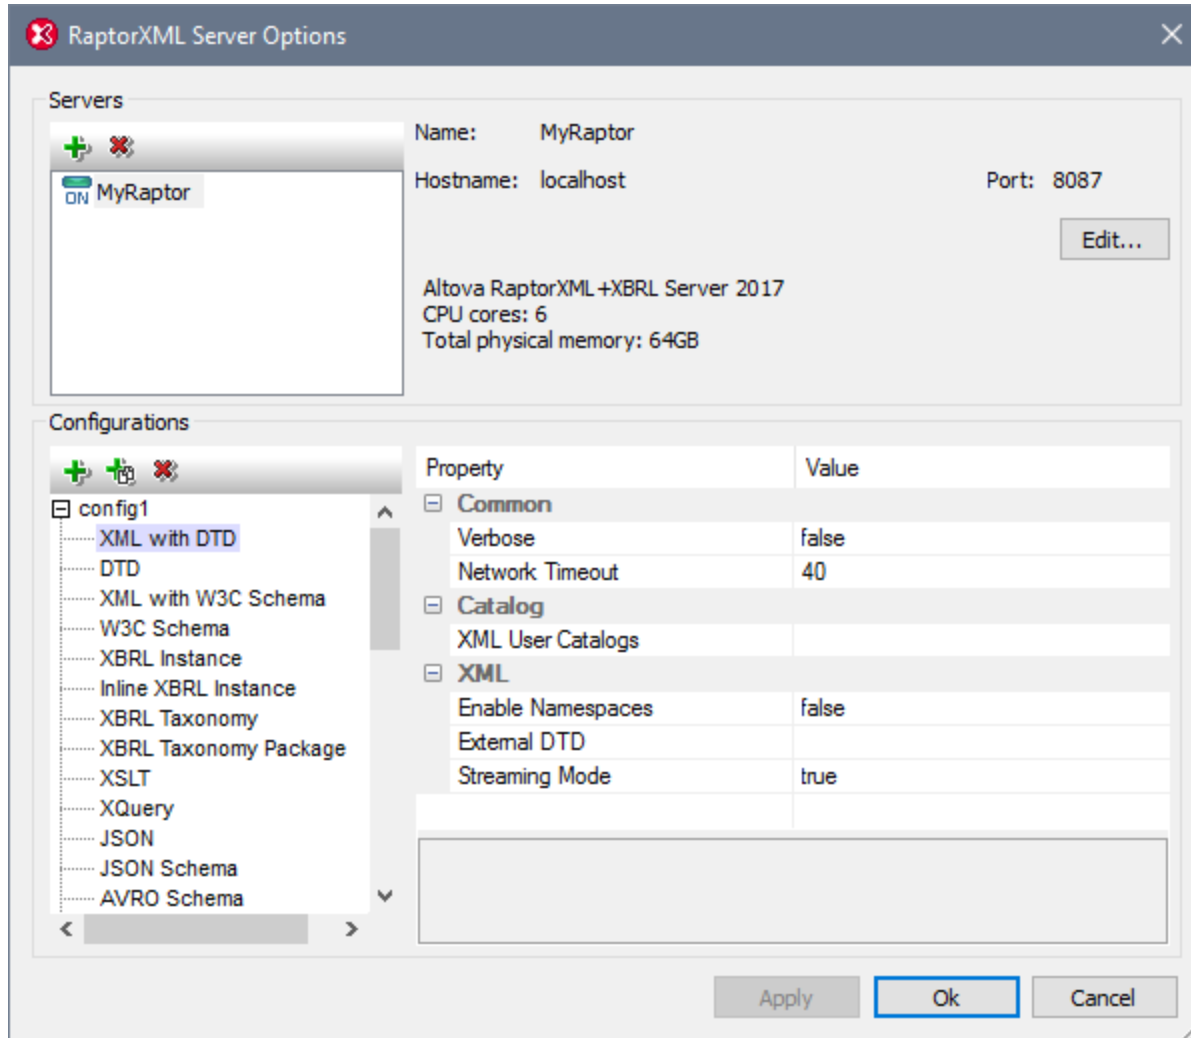 RaptorXML Server Options
Servers
Name: MyRaptor
ON MyRaptor
Hostname: localhost Port: 8087
Edit...
Altova RaptorXML+XBRL Server 2017
CPU cores: 6
Total physical memory: 64GB
Configurations
config1
XML with DTD
DTD
XML with W3C Schema
W3C Schema
XBRL Instance
Inline XBRL Instance
XBRL Taxonomy
XBRL Taxonomy Package
XSLT
XQuery
JSON
JSON Schema
AVRO Schema
Property Value
Common
Verbose false
Network Timeout 40
Catalog
XML User Catalogs
XML
Enable Namespaces false
External DTD
Streaming Mode true
Apply Ok Cancel